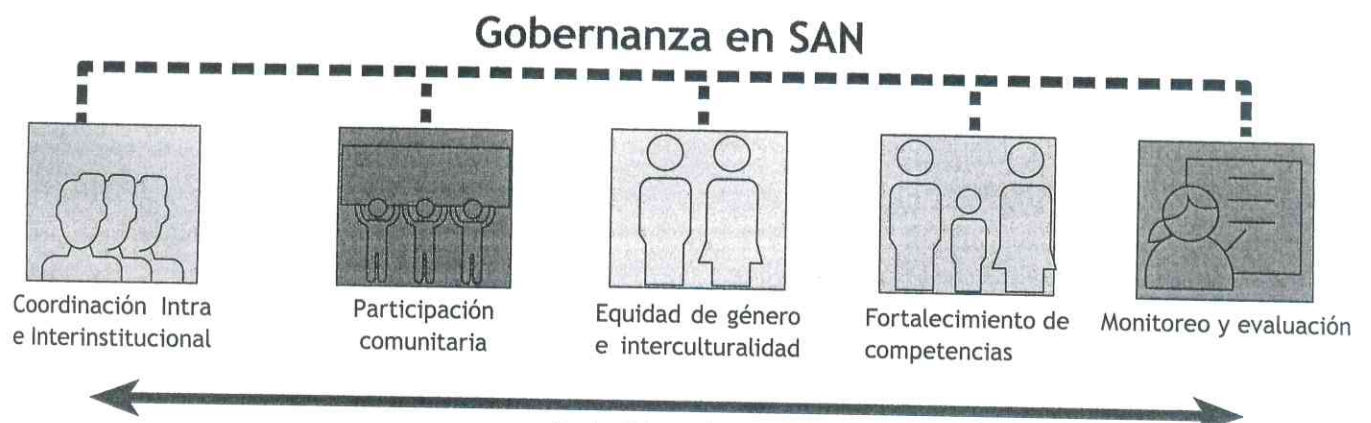 Gobernanza en SAN
Coordinación Intra
e Interinstitucional
Participación
comunitaria
Equidad de género
e interculturalidad
Fortalecimiento de
competencias
Monitoreo y evaluación